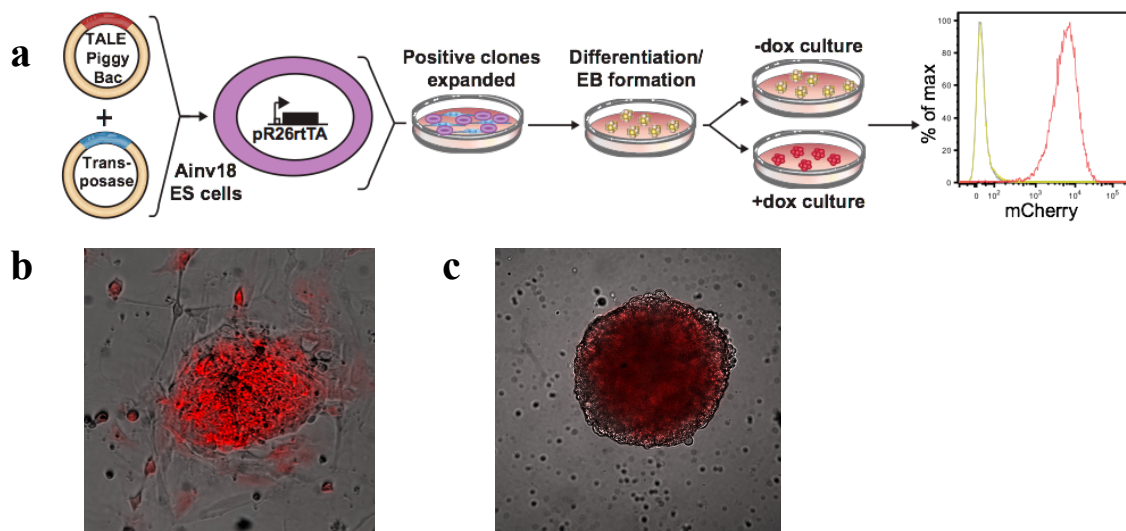 a
TALE
Piggy
Bac
+
Trans-
posase
Ainv18
ES cells
pR26rtTA
Positive clones
expanded
Differentiation/
EB formation
-dox culture
+dox culture
% of max
100
80
60
40
20
0
0 10² 10³ 10⁴ 10⁵
mCherry
b
c